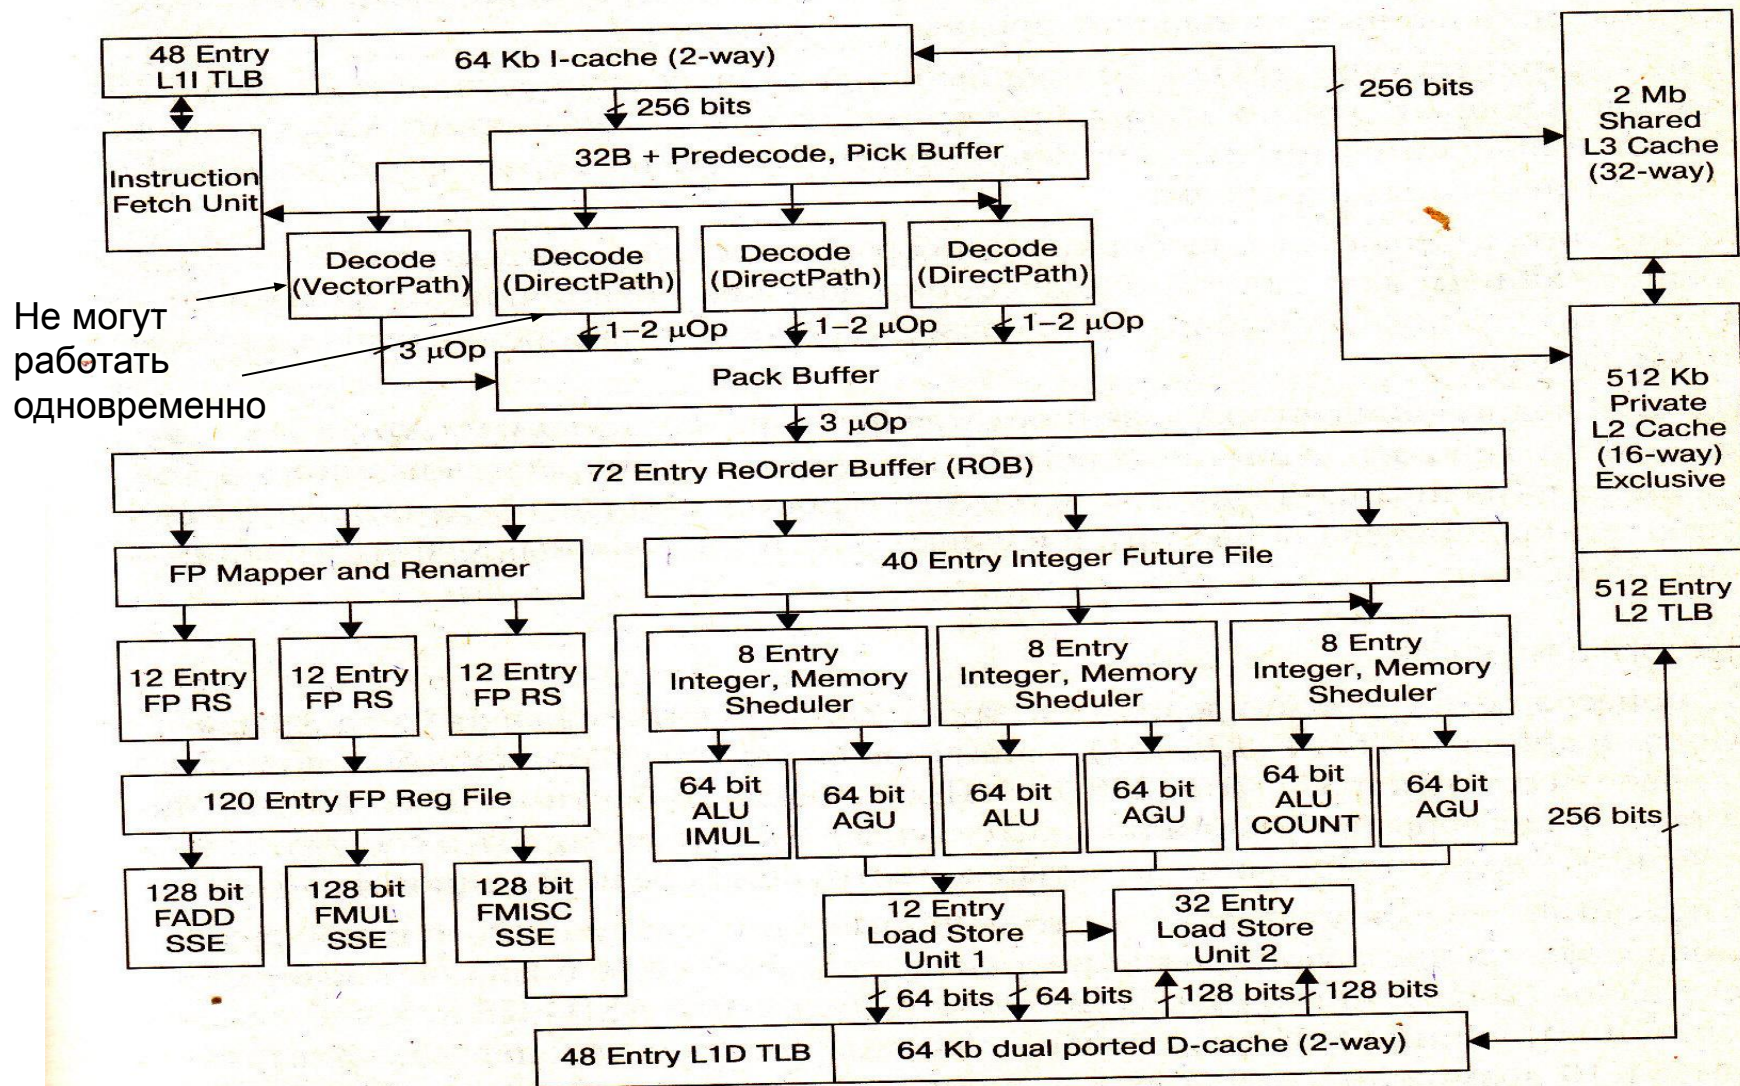 48 Entry
L1I TLB
64 Kb I-cache (2-way)
256 bits
256 bits
2 Mb
Shared
L3 Cache
(32-way)
Instruction
Fetch Unit
32B + Predecode, Pick Buffer
Decode
(VectorPath)
Decode
(DirectPath)
Decode
(DirectPath)
Decode
(DirectPath)
Не могут
работать
одновременно
3 μOp
1–2 μOp
1–2 μOp
1–2 μOp
Pack Buffer
3 μOp
512 Kb
Private
L2 Cache
(16-way)
Exclusive
512 Entry
L2 TLB
72 Entry ReOrder Buffer (ROB)
FP Mapper and Renamer
40 Entry Integer Future File
12 Entry
FP RS
12 Entry
FP RS
12 Entry
FP RS
8 Entry
Integer, Memory
Sheduler
8 Entry
Integer, Memory
Sheduler
8 Entry
Integer, Memory
Sheduler
120 Entry FP Reg File
64 bit
ALU
IMUL
64 bit
AGU
64 bit
ALU
64 bit
AGU
64 bit
ALU
COUNT
64 bit
AGU
256 bits
128 bit
FADD
SSE
128 bit
FMUL
SSE
128 bit
FMISC
SSE
12 Entry
Load Store
Unit 1
32 Entry
Load Store
Unit 2
64 bits
64 bits
128 bits
128 bits
48 Entry L1D TLB
64 Kb dual ported D-cache (2-way)